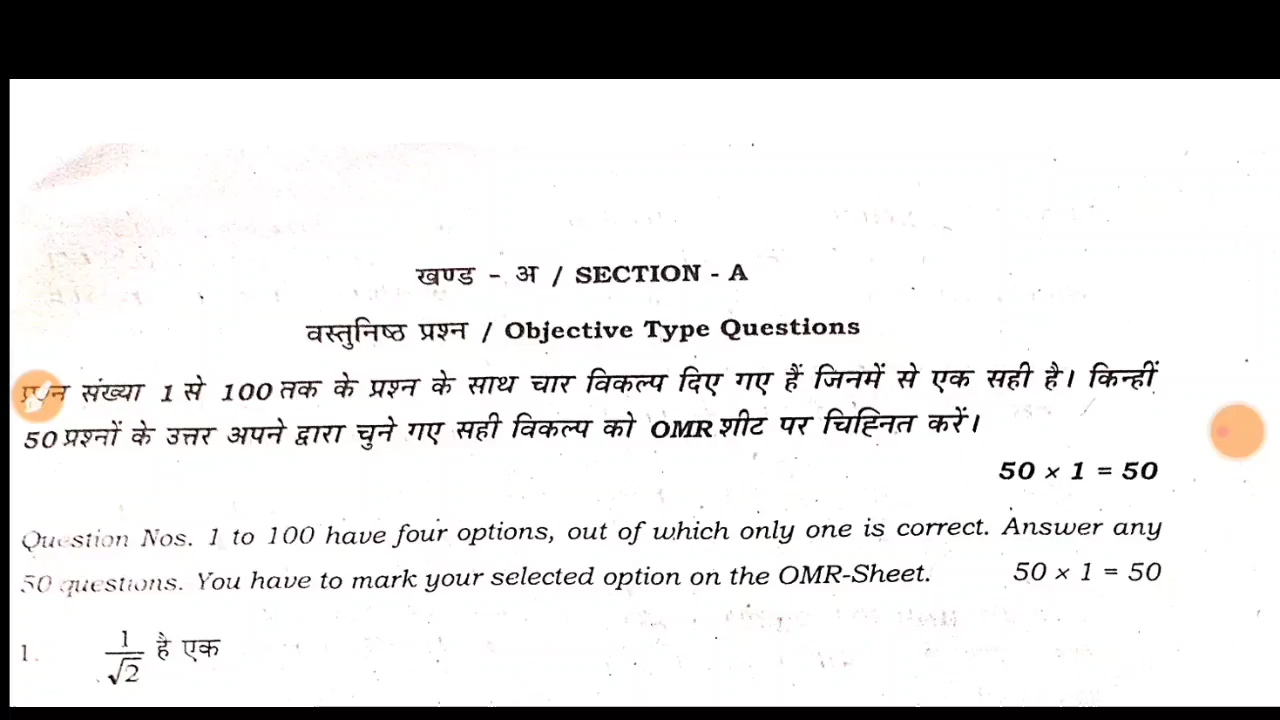 खण्ड - अ / SECTION - A
वस्तुनिष्ठ प्रश्न / Objective Type Questions
प्रश्न संख्या 1 से 100 तक के प्रश्न के साथ चार विकल्प दिए गए हैं जिनमें से एक सही है। किन्हीं
50 प्रश्नों के उत्तर अपने द्वारा चुने गए सही विकल्प को OMR शीट पर चिह्नित करें।
50 × 1 = 50
Question Nos. 1 to 100 have four options, out of which only one is correct. Answer any
50 questions. You have to mark your selected option on the OMR-Sheet. 50 × 1 = 50
1. 1/√2 है एक